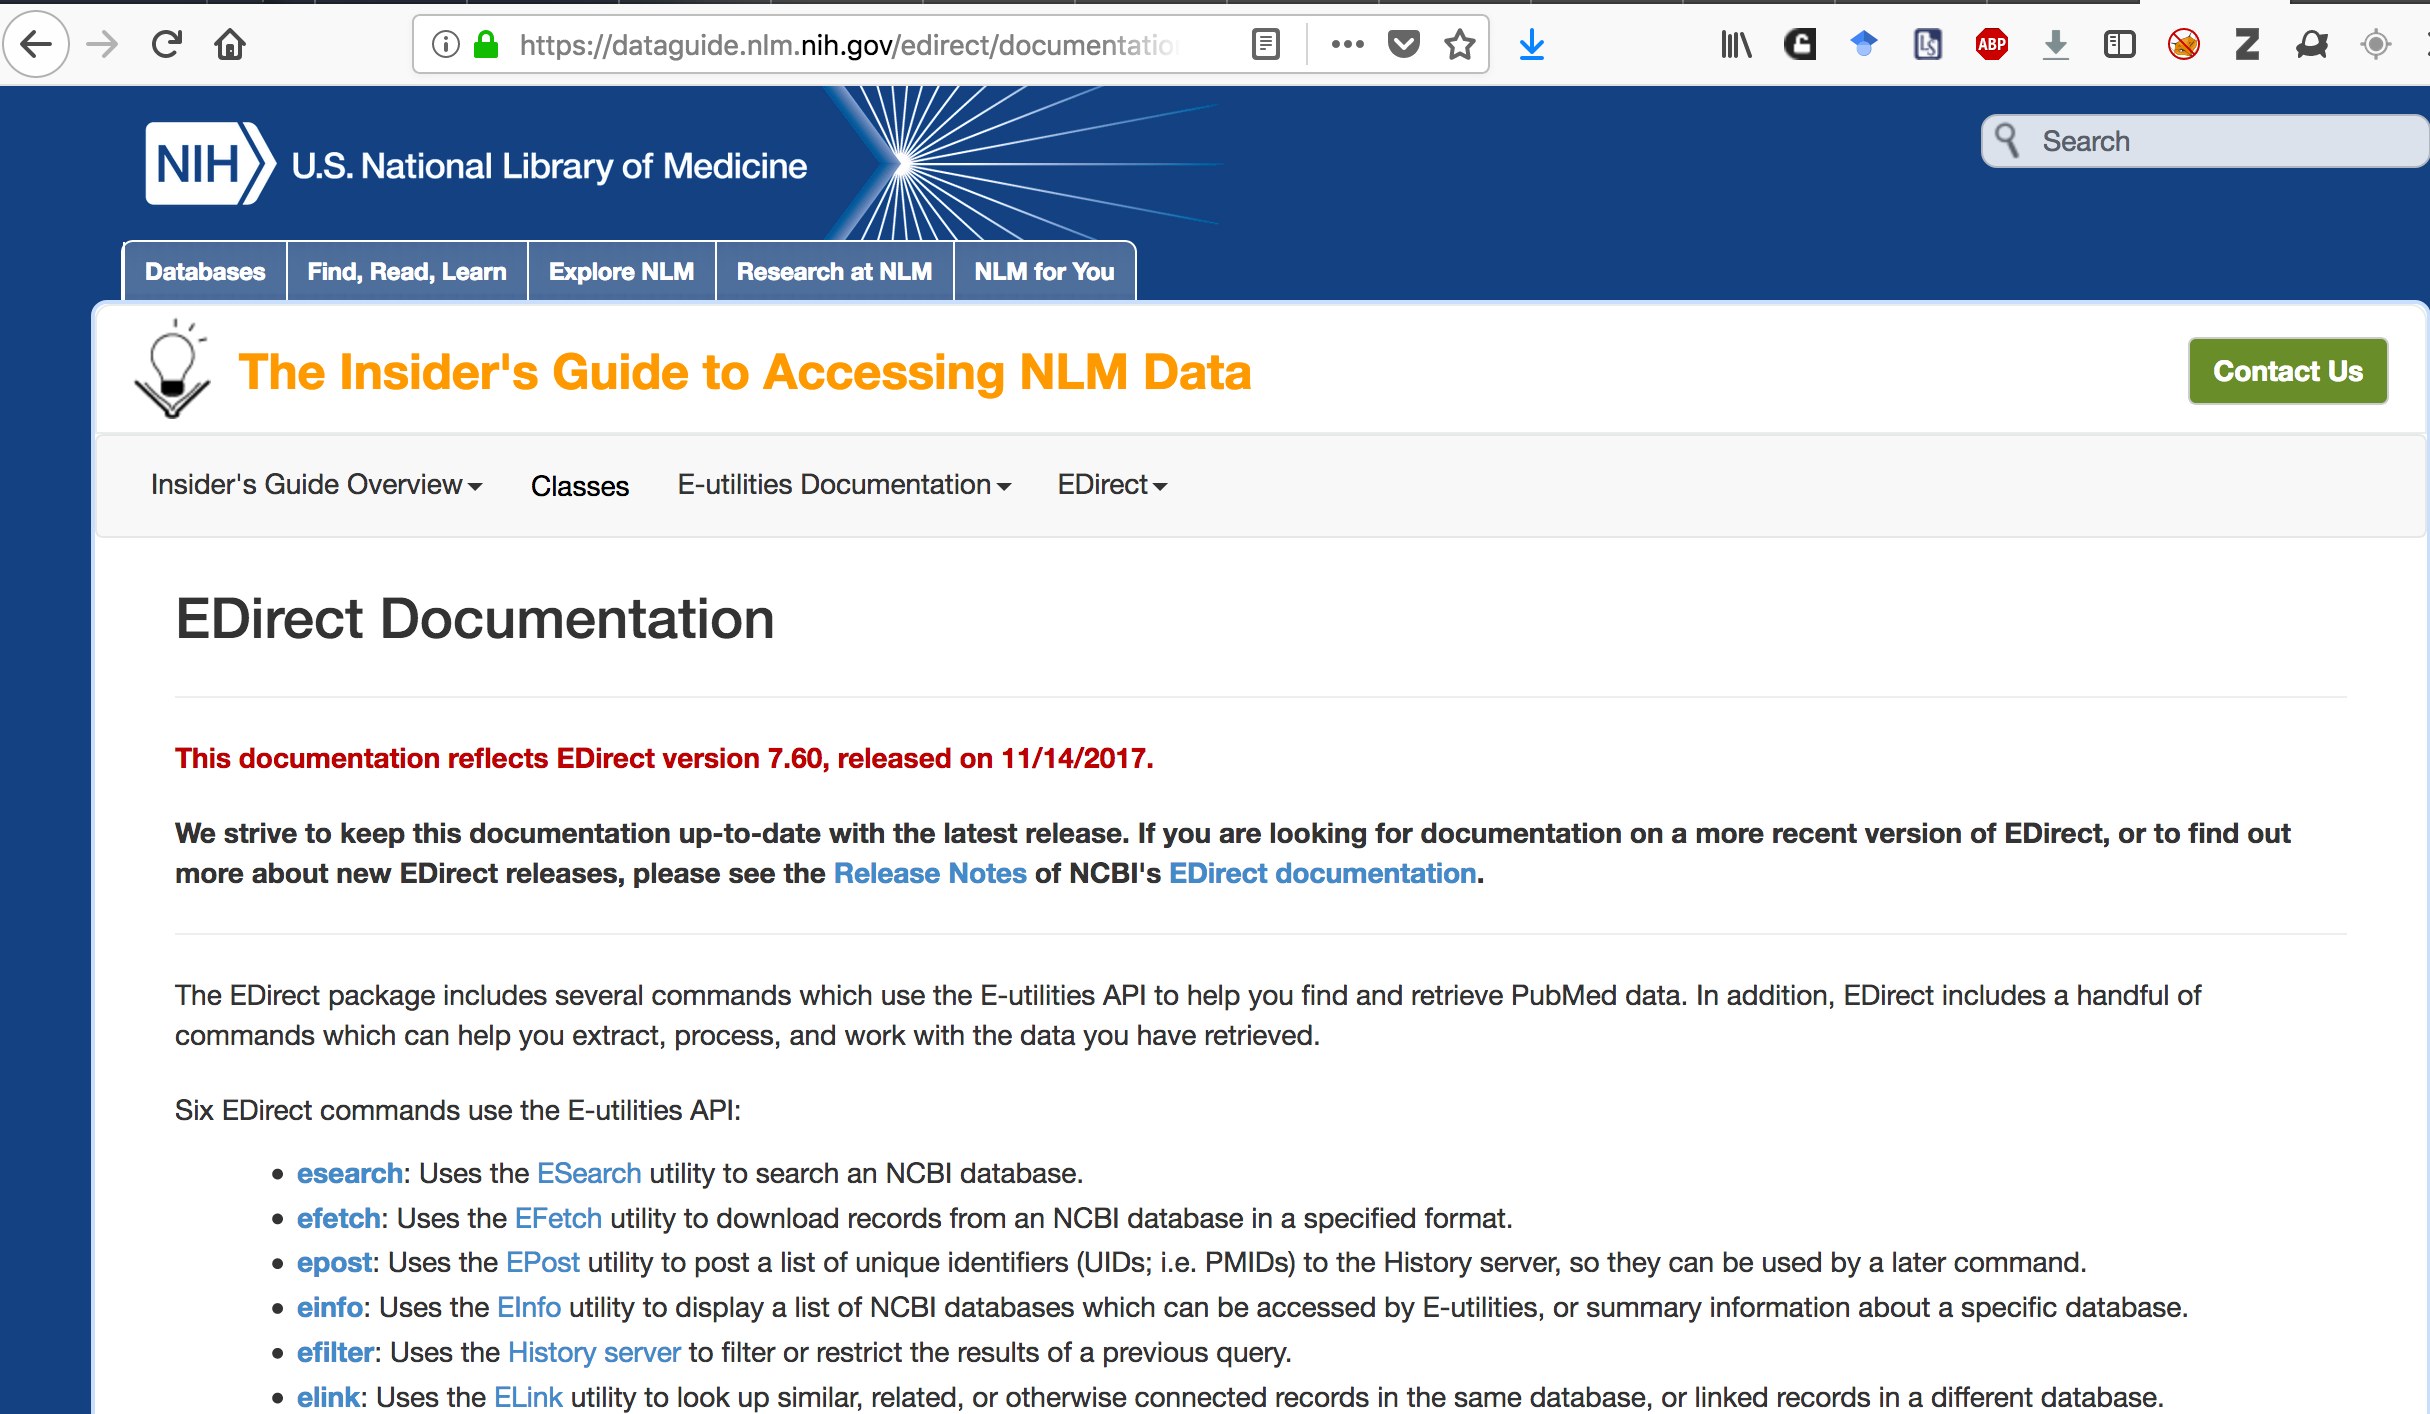 https://dataguide.nlm.nih.gov/edirect/documentatio
ABP
NIH U.S. National Library of Medicine
Search
Databases Find, Read, Learn Explore NLM Research at NLM NLM for You
The Insider's Guide to Accessing NLM Data
Contact Us
Insider's Guide Overview Classes E-utilities Documentation EDirect
EDirect Documentation
This documentation reflects EDirect version 7.60, released on 11/14/2017.
We strive to keep this documentation up-to-date with the latest release. If you are looking for documentation on a more recent version of EDirect, or to find out
more about new EDirect releases, please see the Release Notes of NCBI's EDirect documentation.
The EDirect package includes several commands which use the E-utilities API to help you find and retrieve PubMed data. In addition, EDirect includes a handful of
commands which can help you extract, process, and work with the data you have retrieved.
Six EDirect commands use the E-utilities API:
• esearch: Uses the ESearch utility to search an NCBI database.
• efetch: Uses the EFetch utility to download records from an NCBI database in a specified format.
• epost: Uses the EPost utility to post a list of unique identifiers (UIDs; i.e. PMIDs) to the History server, so they can be used by a later command.
• einfo: Uses the EInfo utility to display a list of NCBI databases which can be accessed by E-utilities, or summary information about a specific database.
• efilter: Uses the History server to filter or restrict the results of a previous query.
• elink: Uses the ELink utility to look up similar, related, or otherwise connected records in the same database, or linked records in a different database.